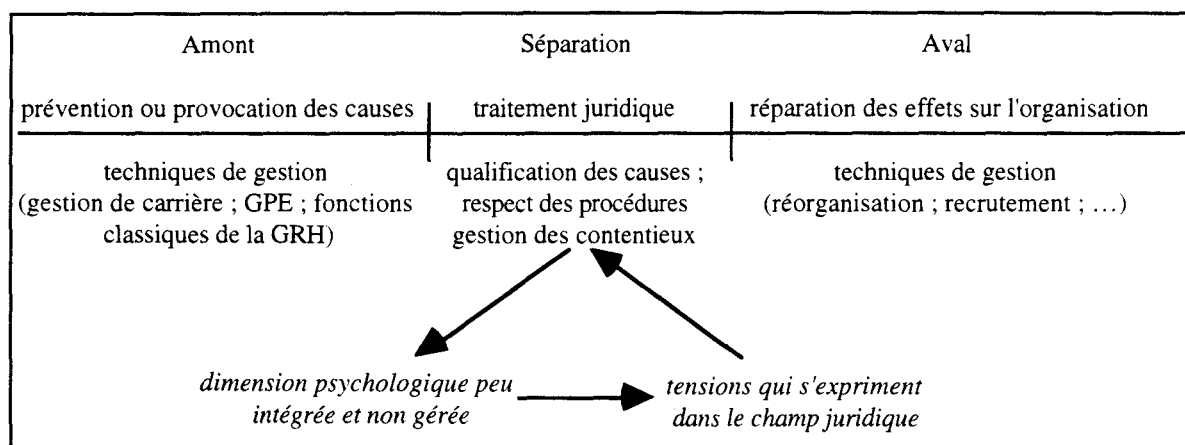 Amont Séparation Aval
prévention ou provocation des causes traitement juridique réparation des effets sur l'organisation
techniques de gestion
(gestion de carrière ; GPE ; fonctions
classiques de la GRH)
qualification des causes ;
respect des procédures
gestion des contentieux
techniques de gestion
(réorganisation ; recrutement ; …)
dimension psychologique peu
intégrée et non gérée
tensions qui s'expriment
dans le champ juridique